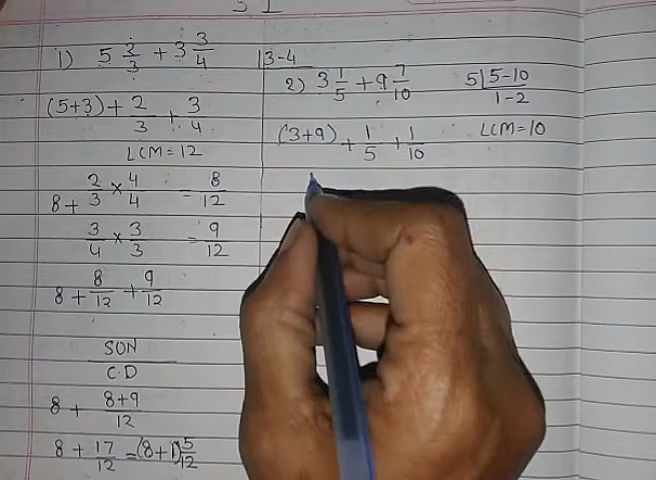 1) 5 2/3 + 3 3/4
3-4
(5+3) + 2/3 + 3/4
LCM = 12
8 + 2/3 × 4/4 = 8/12
3/4 × 3/3 = 9/12
8 + 8/12 + 9/12
SON
C.D
8 + 8+9/12
8 + 17/12 = (8+1) 5/12
2) 3 1/5 + 9 7/10
5 | 5-10
1-2
(3+9) + 1/5 + 1/10
LCM = 10